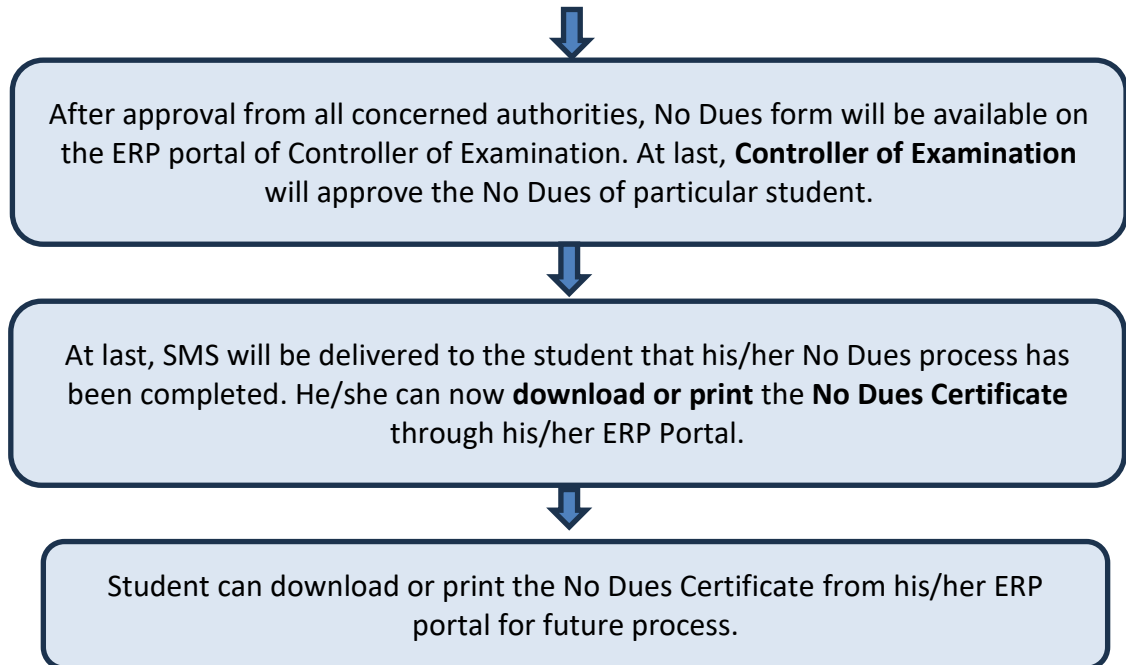 After approval from all concerned authorities, No Dues form will be available on
the ERP portal of Controller of Examination. At last, Controller of Examination
will approve the No Dues of particular student.
At last, SMS will be delivered to the student that his/her No Dues process has
been completed. He/she can now download or print the No Dues Certificate
through his/her ERP Portal.
Student can download or print the No Dues Certificate from his/her ERP
portal for future process.